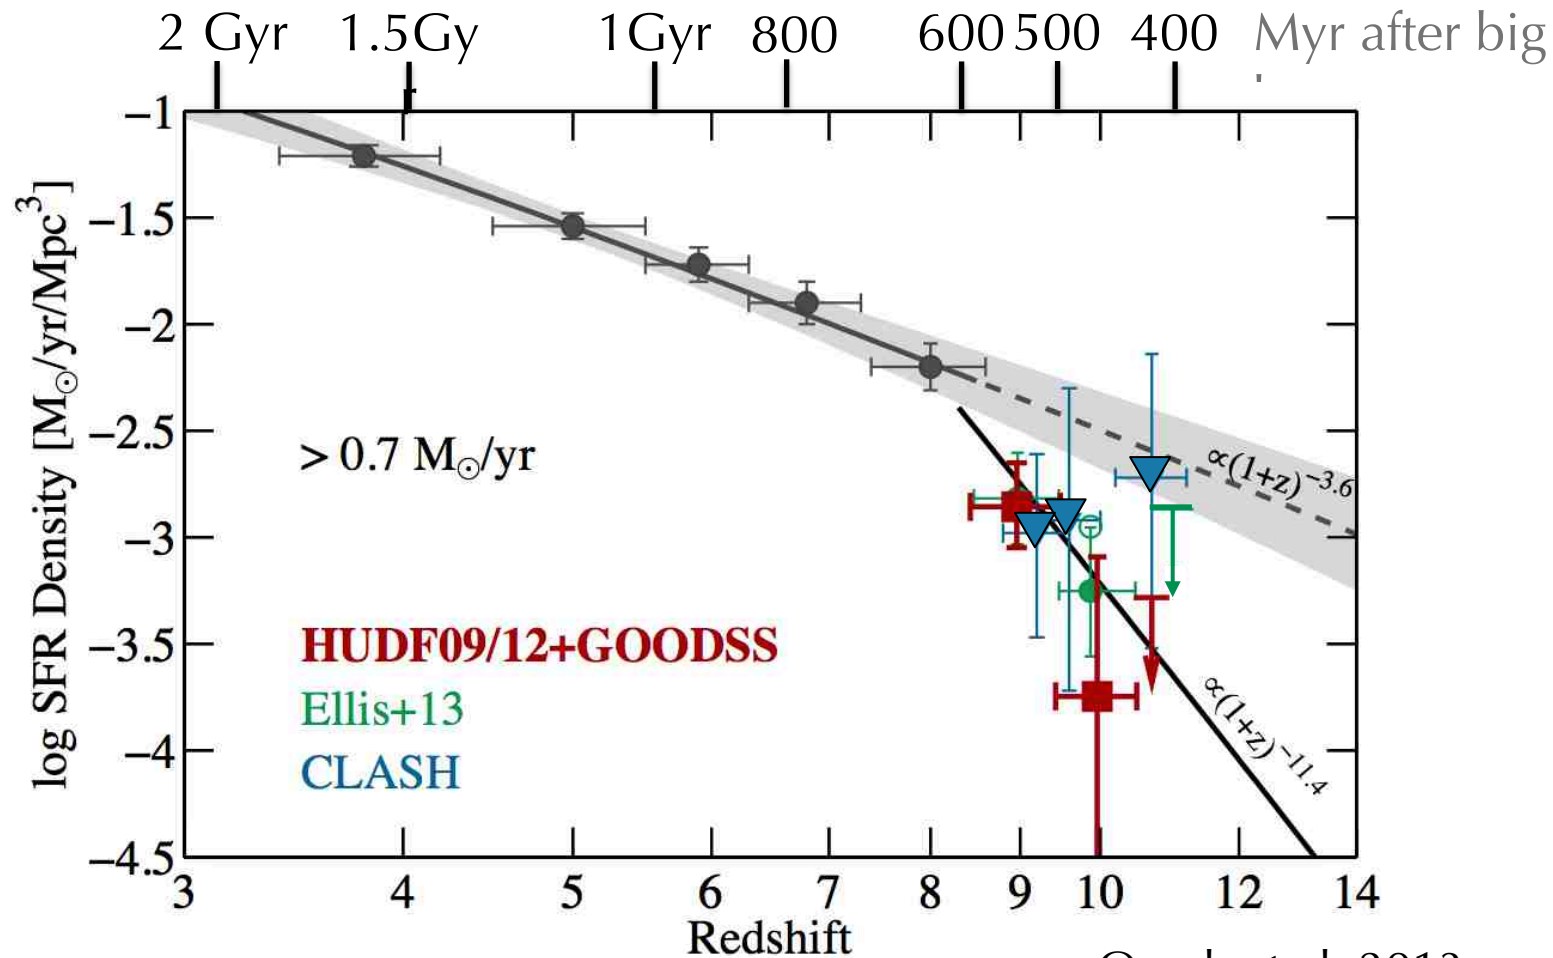 2 Gyr 1.5Gy
r
1Gyr 800 600 500 400 Myr after big
−1
−1.5
−2
−2.5
−3
−3.5
−4
−4.5
log SFR Density [M☉/yr/Mpc³]
> 0.7 M☉/yr
∝(1+z)^−3.6
∝(1+z)^−11.4
HUDF09/12+GOODSS
Ellis+13
CLASH
3 4 5 6 7 8 9 10 12 14
Redshift